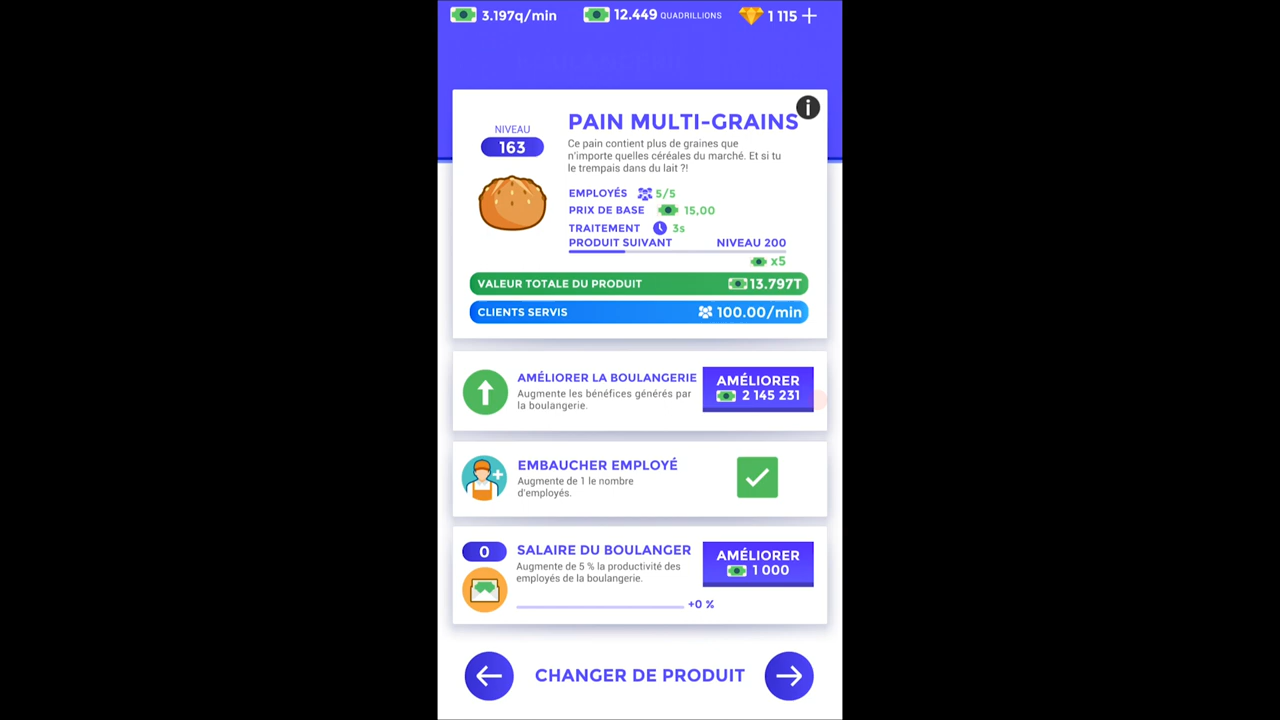 3.197q/min 12.449 QUADRILLIONS 1 115
NIVEAU
163
PAIN MULTI-GRAINS
i
Ce pain contient plus de graines que
n'importe quelles céréales du marché. Et si tu
le trempais dans du lait ?!
EMPLOYÉS 5/5
PRIX DE BASE 15,00
TRAITEMENT 3s
PRODUIT SUIVANT NIVEAU 200
x5
VALEUR TOTALE DU PRODUIT 13.797T
CLIENTS SERVIS 100.00/min
AMÉLIORER LA BOULANGERIE
Augmente les bénéfices générés par
la boulangerie.
AMÉLIORER
2 145 231
EMBAUCHER EMPLOYÉ
Augmente de 1 le nombre
d'employés.
0
SALAIRE DU BOULANGER
Augmente de 5 % la productivité des
employés de la boulangerie.
+0 %
AMÉLIORER
1 000
CHANGER DE PRODUIT